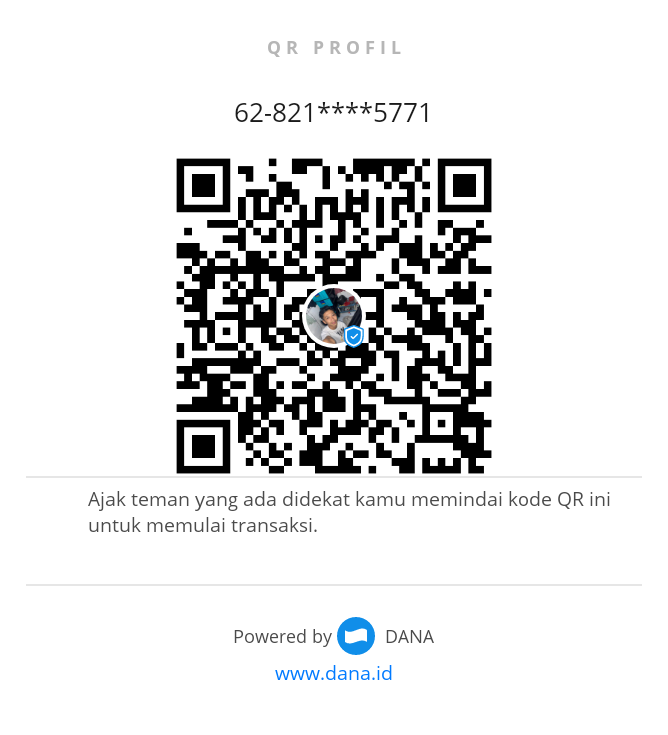 QR PROFIL
62-821****5771
Ajak teman yang ada didekat kamu memindai kode QR ini
untuk memulai transaksi.
Powered by DANA
www.dana.id